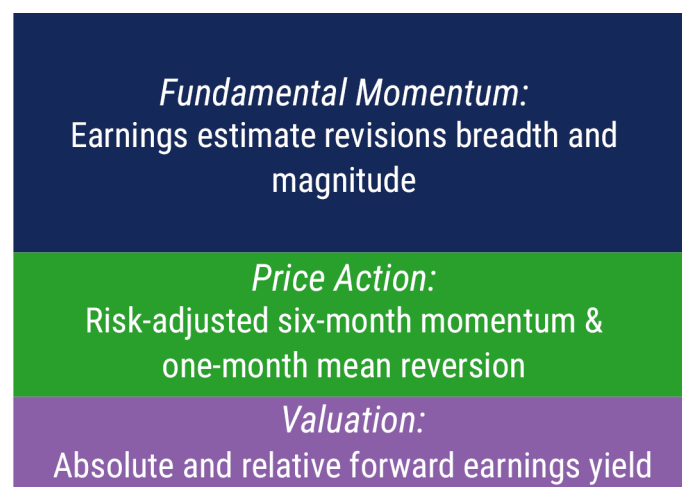 Fundamental Momentum:
Earnings estimate revisions breadth and
magnitude
Price Action:
Risk-adjusted six-month momentum &
one-month mean reversion
Valuation:
Absolute and relative forward earnings yield